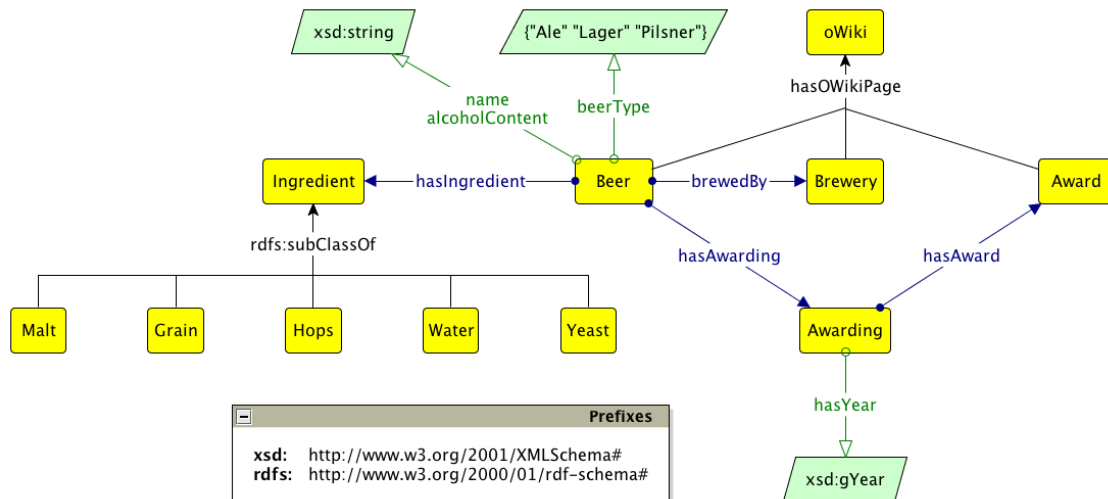 xsd:string
{"Ale" "Lager" "Pilsner"}
oWiki
hasOWikiPage
name
alcoholContent
beerType
Ingredient
hasIngredient
Beer
brewedBy
Brewery
Award
rdfs:subClassOf
hasAwarding
hasAward
Malt
Grain
Hops
Water
Yeast
Awarding
hasYear
Prefixes
xsd: http://www.w3.org/2001/XMLSchema#
rdfs: http://www.w3.org/2000/01/rdf-schema#
xsd:gYear